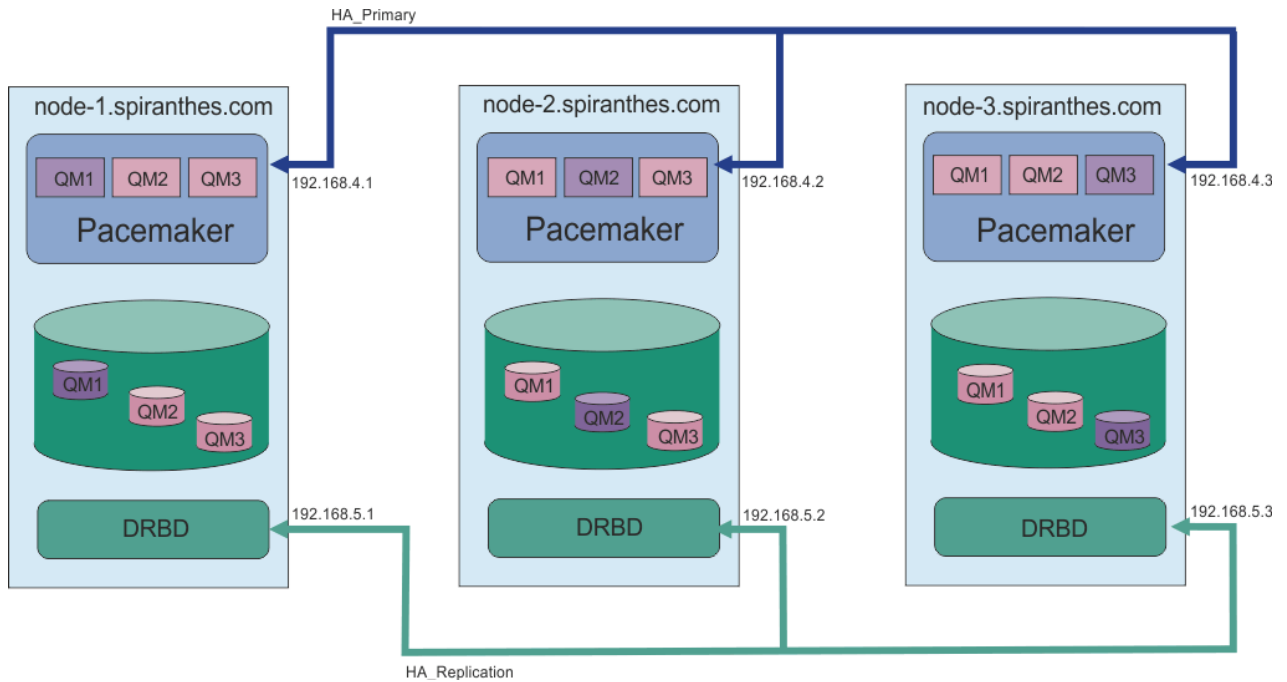 HA_Primary
node-1.spiranthes.com
QM1 QM2 QM3
Pacemaker
192.168.4.1
QM1
QM2
QM3
DRBD
192.168.5.1
node-2.spiranthes.com
QM1 QM2 QM3
Pacemaker
192.168.4.2
QM1
QM2
QM3
DRBD
192.168.5.2
node-3.spiranthes.com
QM1 QM2 QM3
Pacemaker
192.168.4.3
QM1
QM2
QM3
DRBD
192.168.5.3
HA_Replication